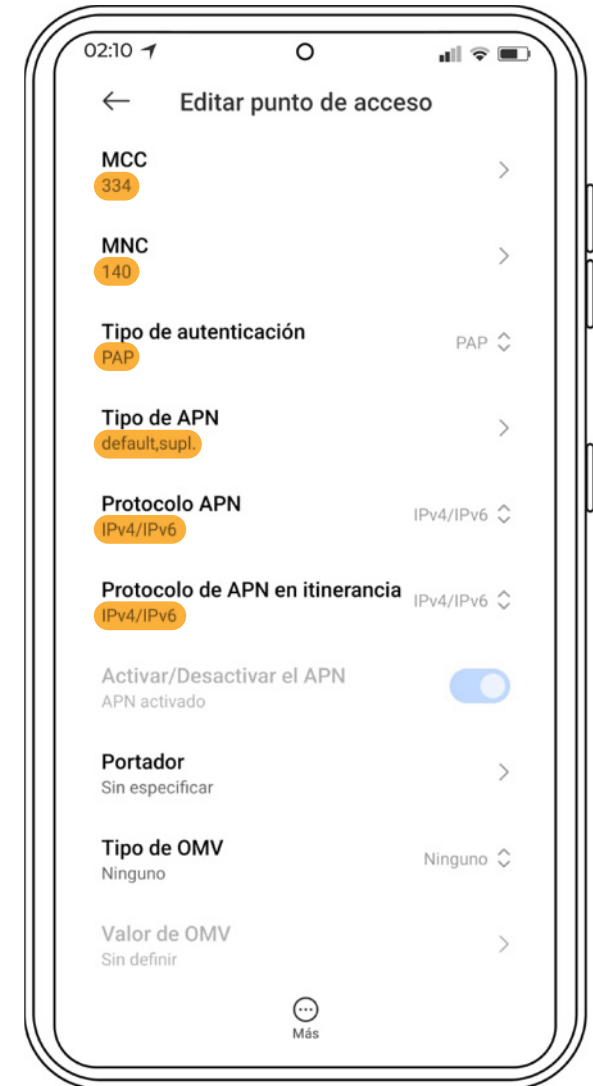 02:10
Editar punto de acceso
MCC
334
MNC
140
Tipo de autenticación
PAP
PAP
Tipo de APN
default,supl.
Protocolo APN
IPv4/IPv6
IPv4/IPv6
Protocolo de APN en itinerancia
IPv4/IPv6
IPv4/IPv6
Activar/Desactivar el APN
APN activado
Portador
Sin especificar
Tipo de OMV
Ninguno
Ninguno
Valor de OMV
Sin definir
Más